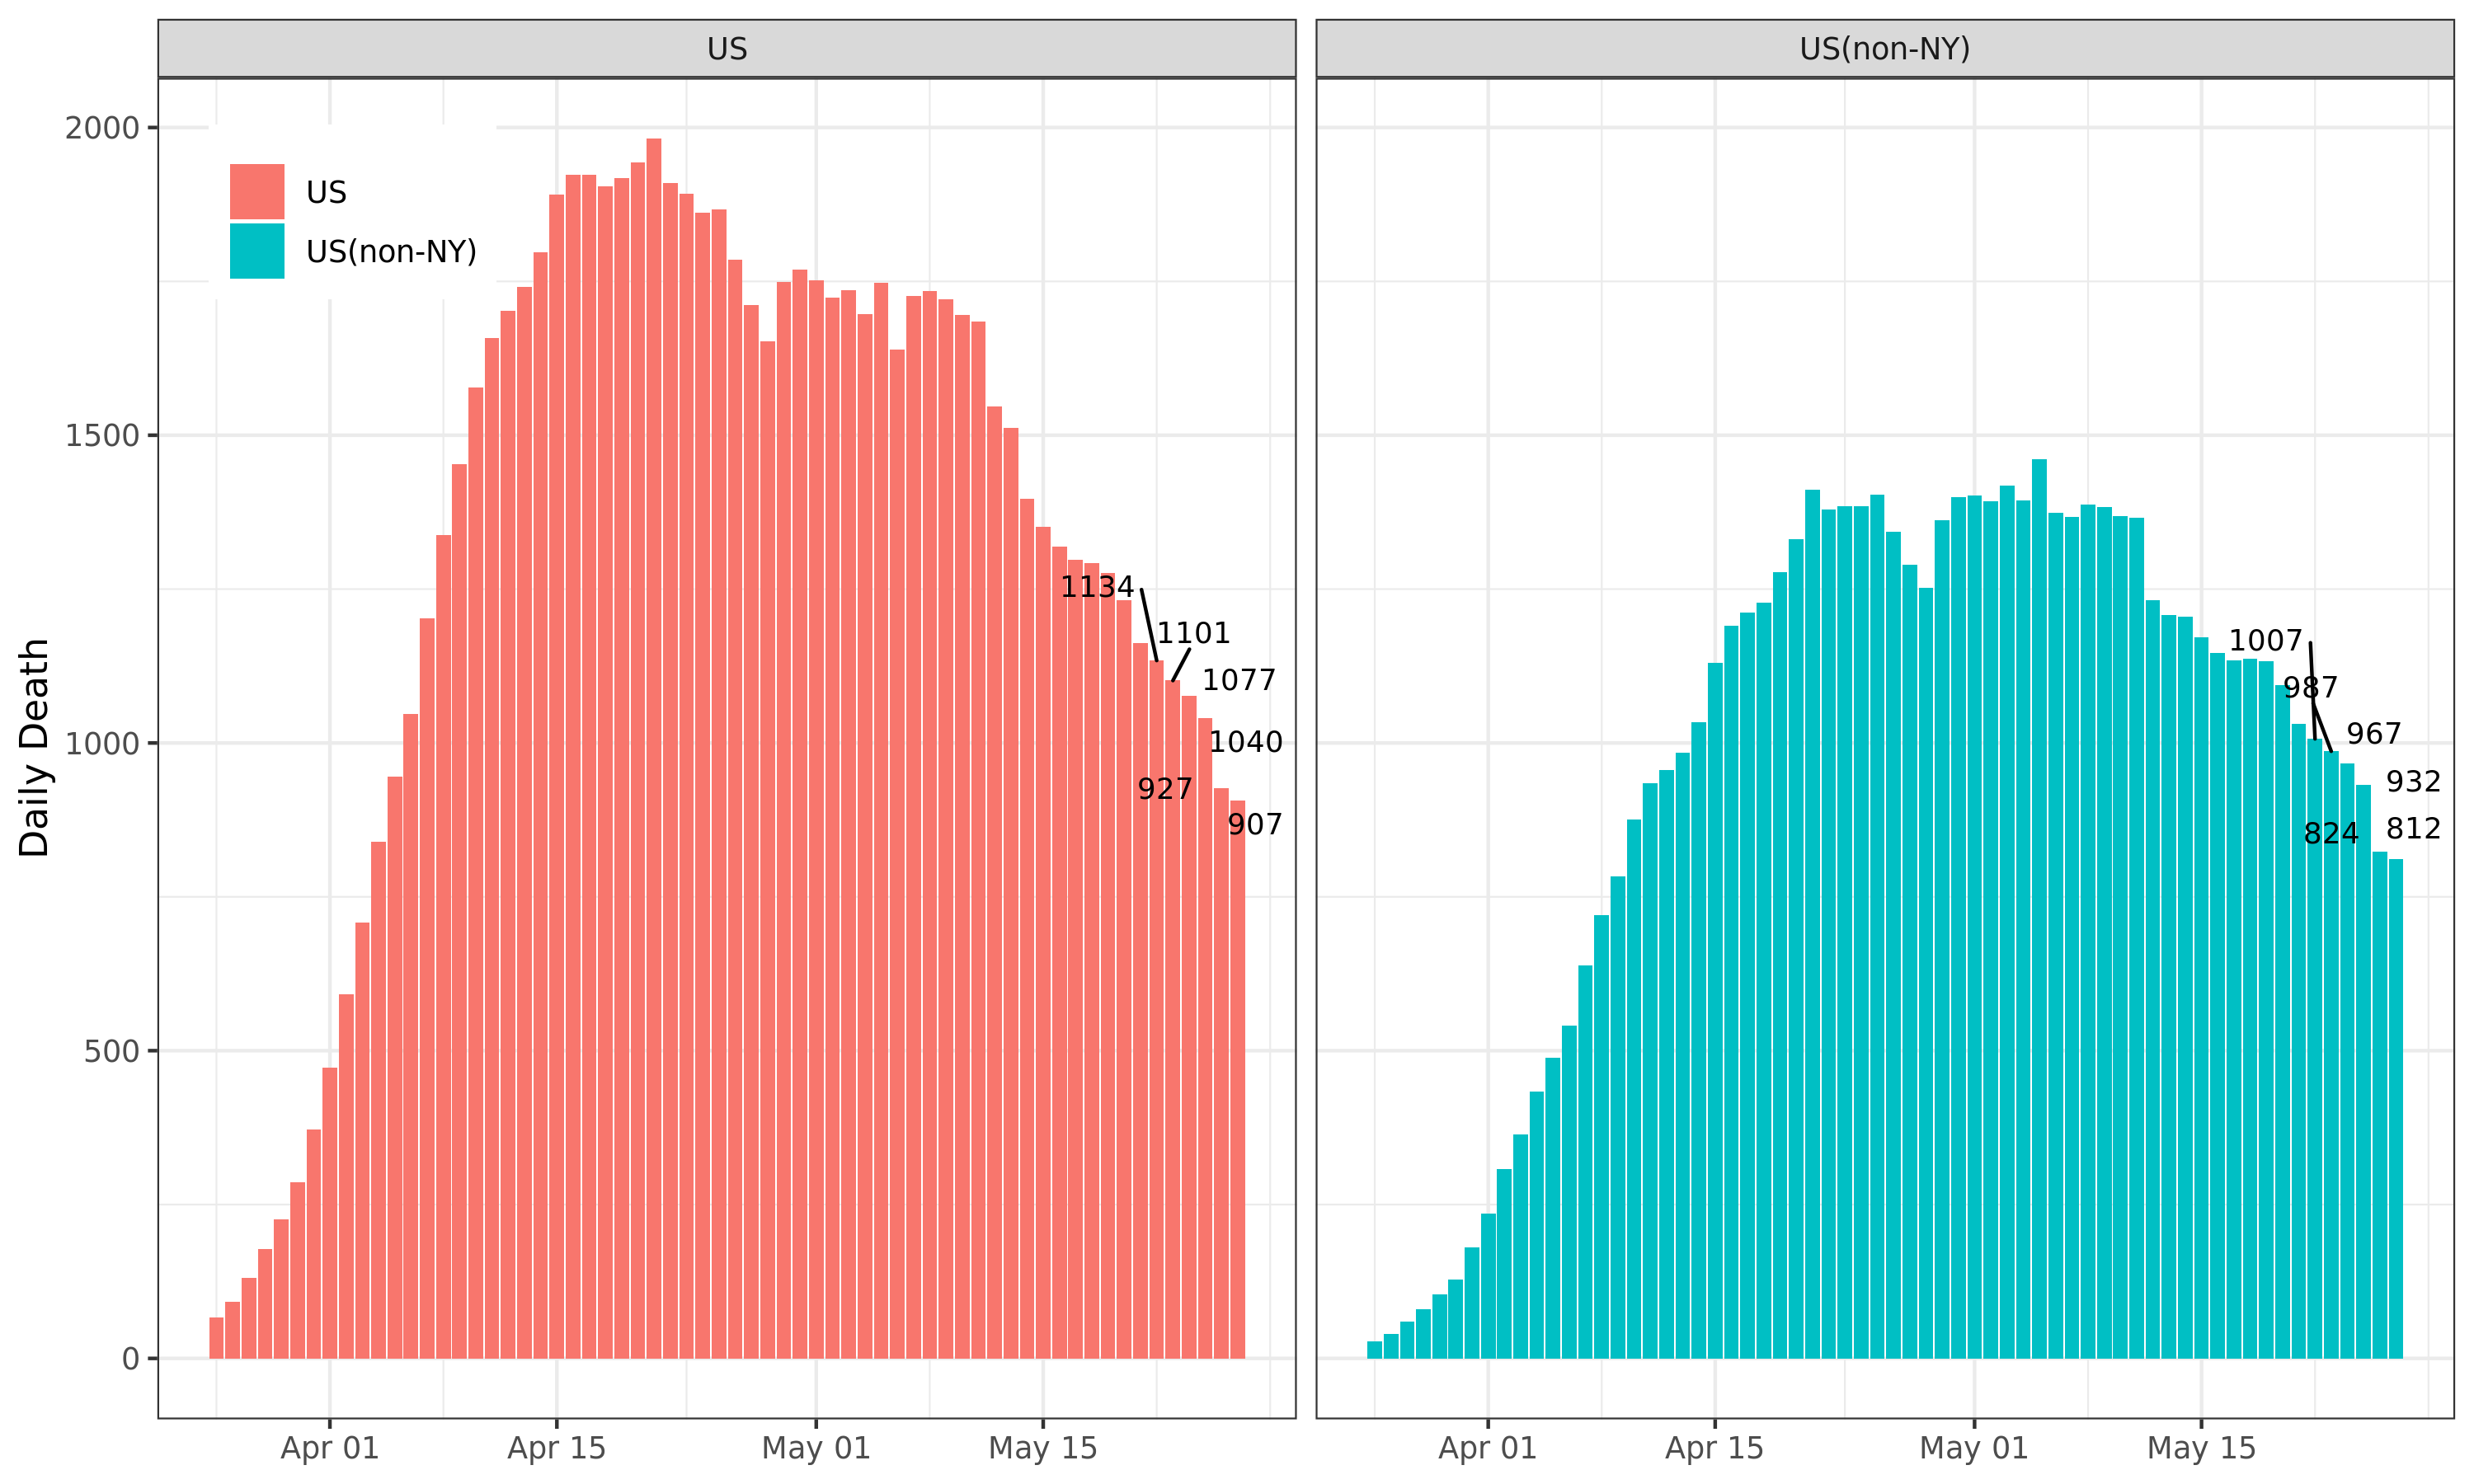 US
US(non-NY)
Daily Death
2000
1500
1000
500
0
US
US(non-NY)
1134
1101
1077
1040
927
907
1007
987
967
932
824
812
Apr 01
Apr 15
May 01
May 15
Apr 01
Apr 15
May 01
May 15